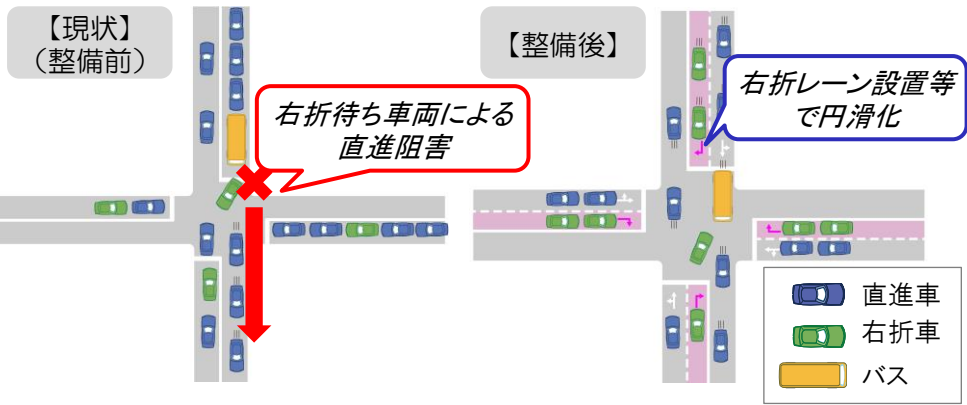 【現状】
（整備前）
右折待ち車両による
直進阻害
【整備後】
右折レーン設置等
で円滑化
直進車
右折車
バス